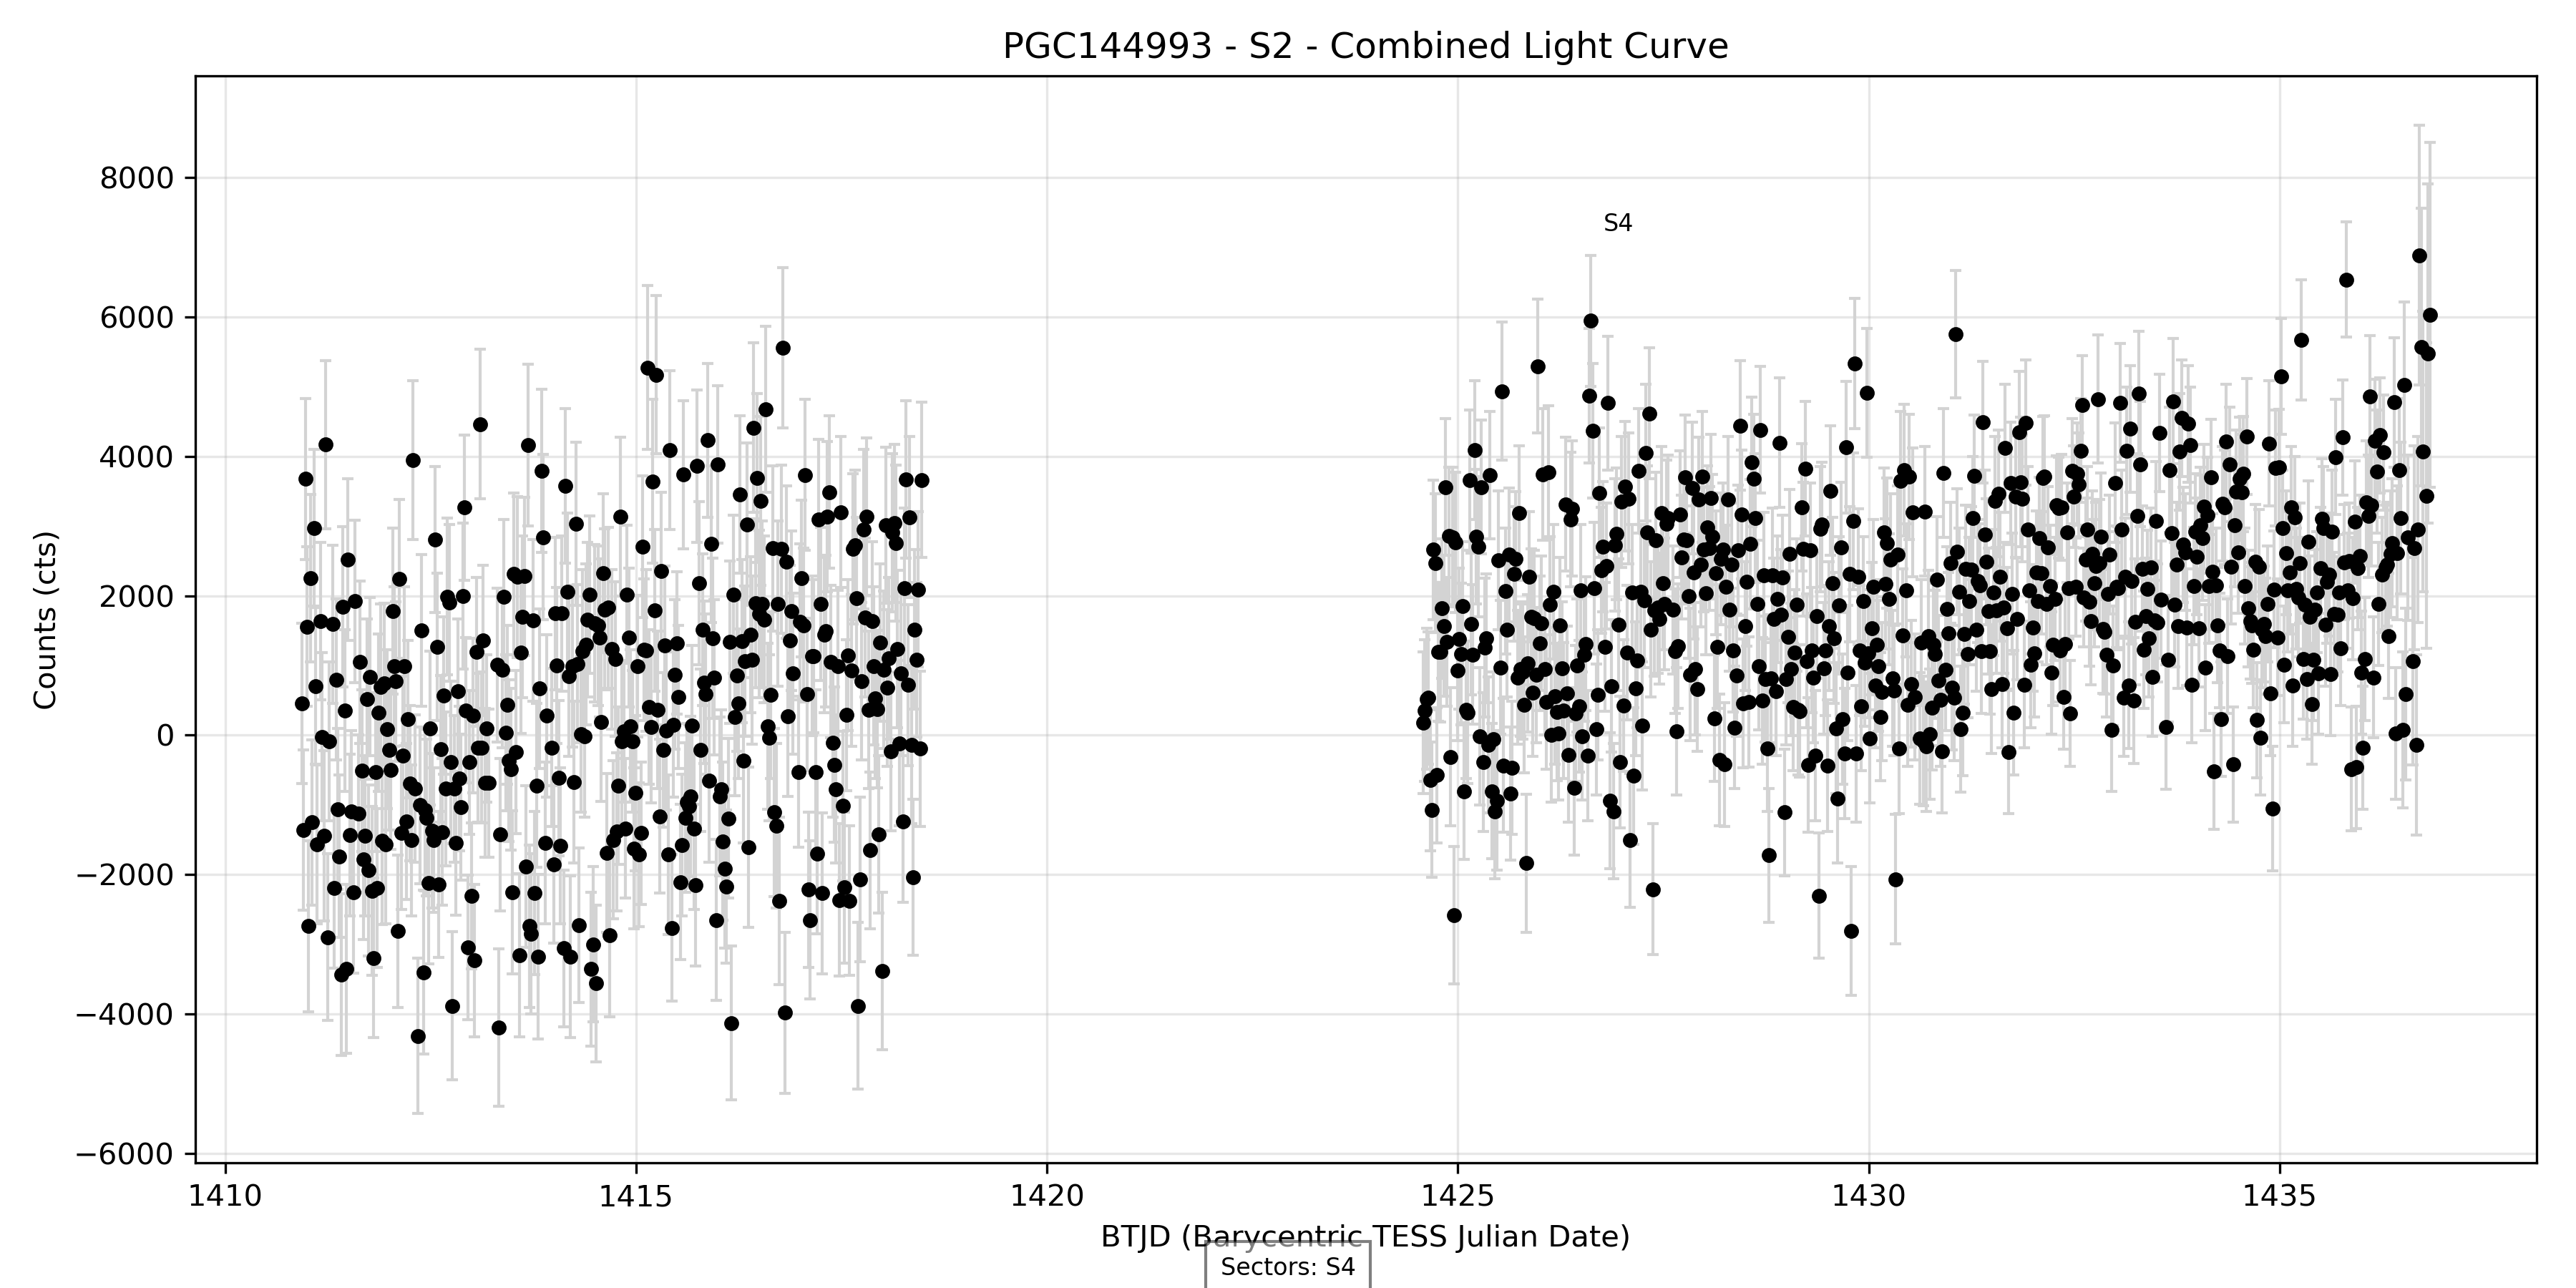 PGC144993 - S2 - Combined Light Curve
Counts (cts)
8000
6000
4000
2000
0
−2000
−4000
−6000
S4
1410
1415
1420
1425
1430
1435
BTJD (Barycentric TESS Julian Date)
Sectors: S4